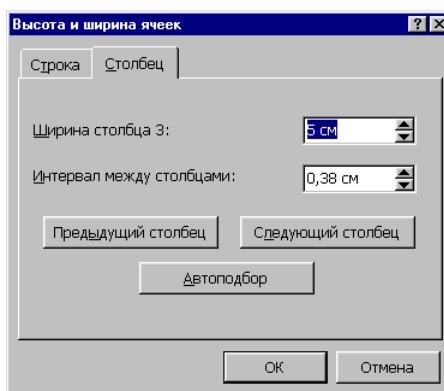 Высота и ширина ячеек
Строка Столбец
Ширина столбца 3: 5 см
Интервал между столбцами: 0,38 см
Предыдущий столбец Следующий столбец
Автоподбор
ОК Отмена